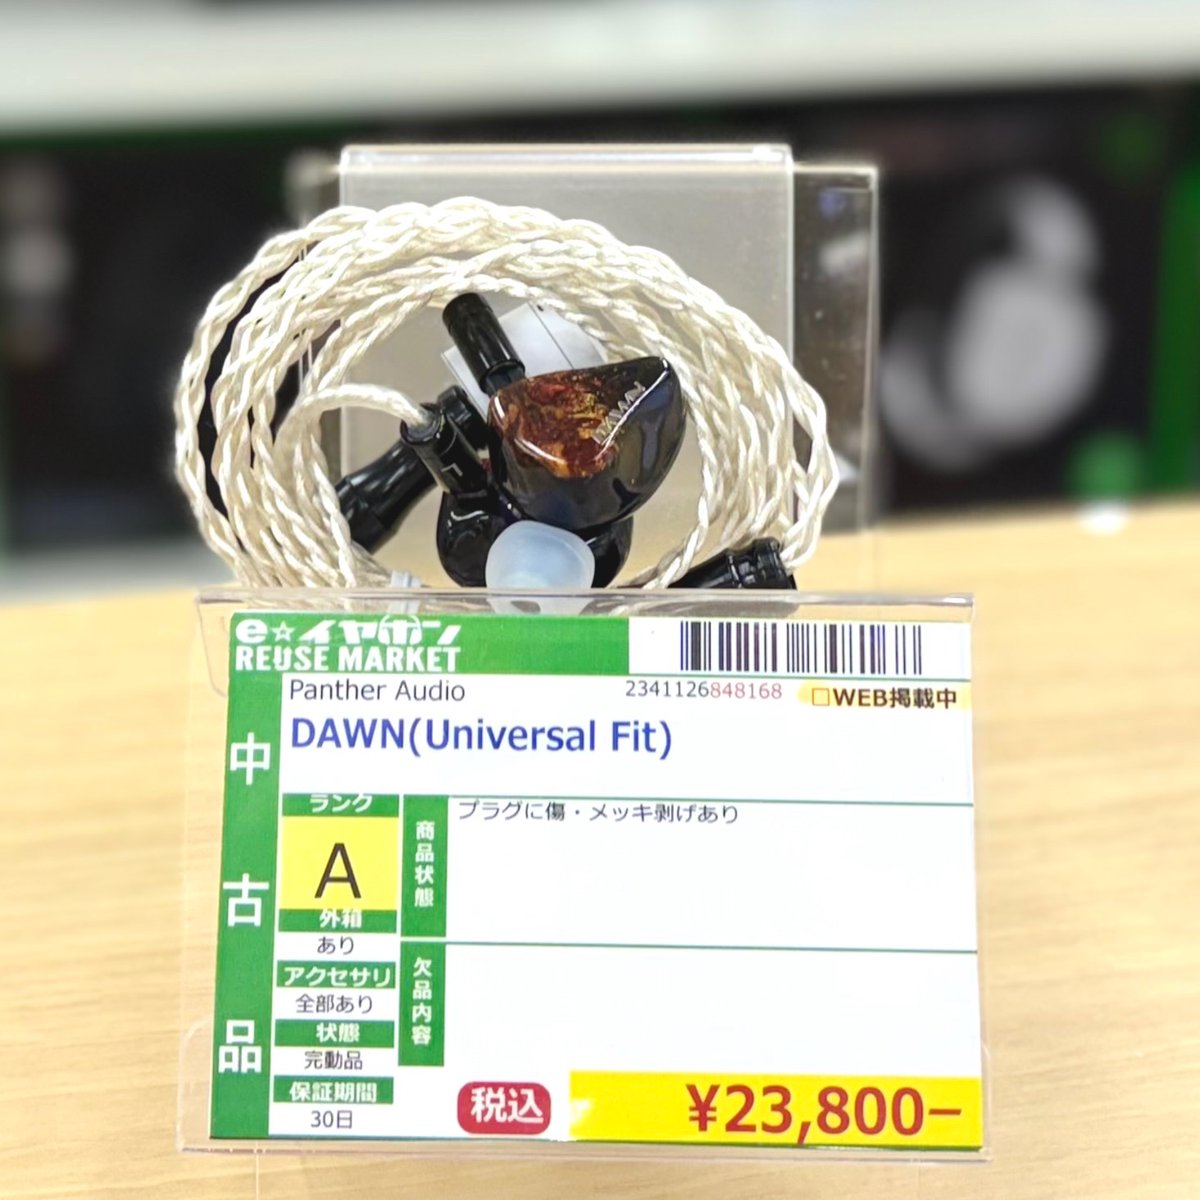 DAWN
L
e☆イヤホン
REUSE MARKET
Panther Audio
2341126848168
□WEB掲載中
DAWN(Universal Fit)
中古品
ランク
A
外箱
あり
アクセサリ
全部あり
状態
完動品
保証期間
30日
商品状態
プラグに傷・メッキ剥げあり
欠品内容
税込
¥23,800−